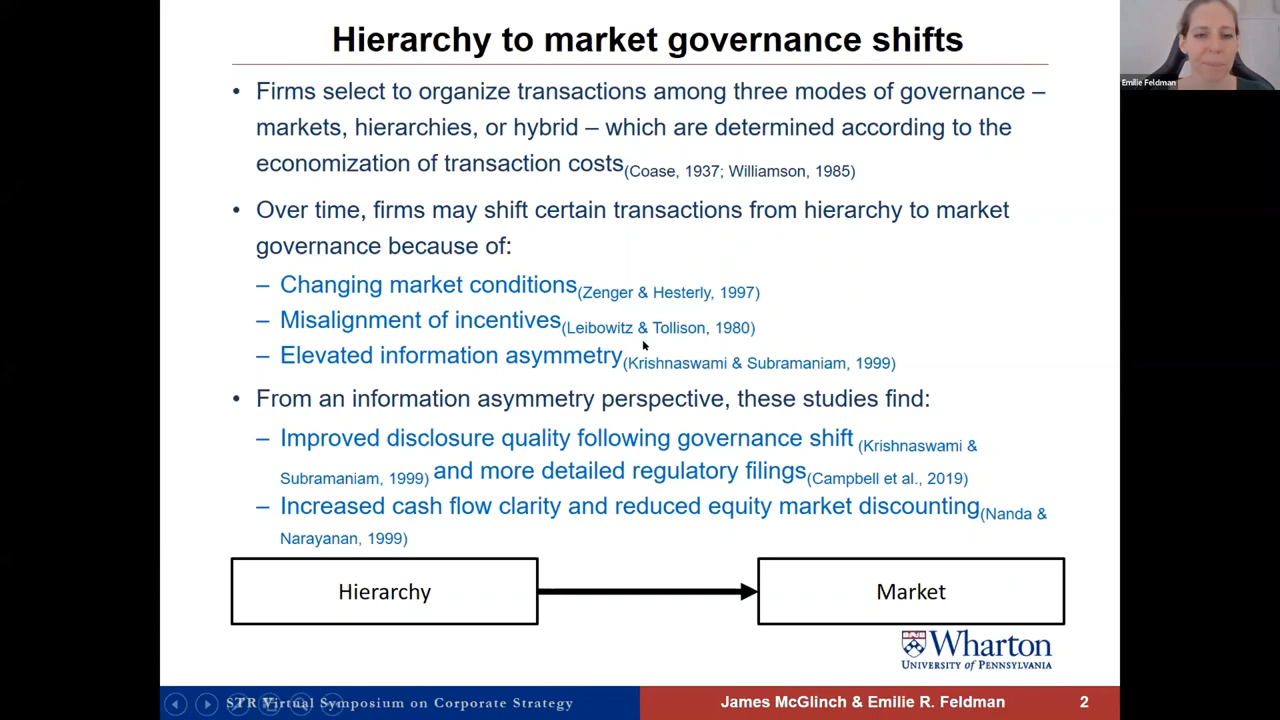 Hierarchy to market governance shifts
Emilie Feldman
• Firms select to organize transactions among three modes of governance –
markets, hierarchies, or hybrid – which are determined according to the
economization of transaction costs(Coase, 1937; Williamson, 1985)
• Over time, firms may shift certain transactions from hierarchy to market
governance because of:
– Changing market conditions(Zenger & Hesterly, 1997)
– Misalignment of incentives(Leibowitz & Tollison, 1980)
– Elevated information asymmetry(Krishnaswami & Subramaniam, 1999)
• From an information asymmetry perspective, these studies find:
– Improved disclosure quality following governance shift (Krishnaswami &
Subramaniam, 1999) and more detailed regulatory filings(Campbell et al., 2019)
– Increased cash flow clarity and reduced equity market discounting(Nanda &
Narayanan, 1999)
Hierarchy
Market
Wharton
UNIVERSITY of PENNSYLVANIA
STR Virtual Symposium on Corporate Strategy
James McGlinch & Emilie R. Feldman
2